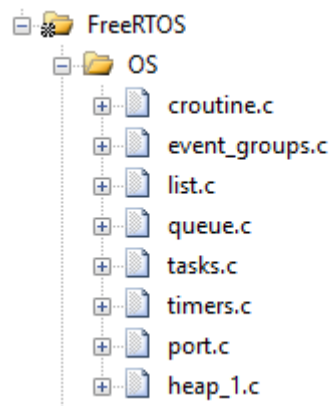 FreeRTOS
OS
croutine.c
event_groups.c
list.c
queue.c
tasks.c
timers.c
port.c
heap_1.c